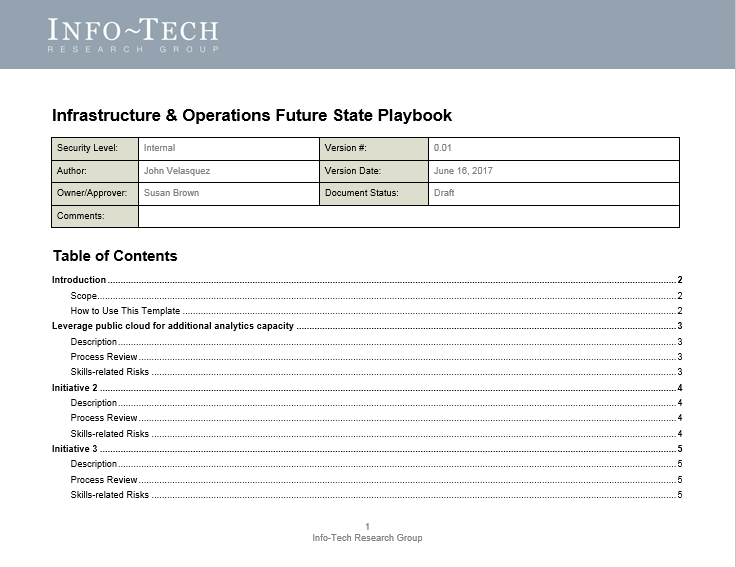 INFO~TECH
RESEARCH GROUP
Infrastructure & Operations Future State Playbook
Security Level: Internal Version #: 0.01
Author: John Velasquez Version Date: June 16, 2017
Owner/Approver: Susan Brown Document Status: Draft
Comments:
Table of Contents
Introduction 2
Scope 2
How to Use This Template 2
Leverage public cloud for additional analytics capacity 3
Description 3
Process Review 3
Skills-related Risks 3
Initiative 2 4
Description 4
Process Review 4
Skills-related Risks 4
Initiative 3 5
Description 5
Process Review 5
Skills-related Risks 5
1
Info-Tech Research Group